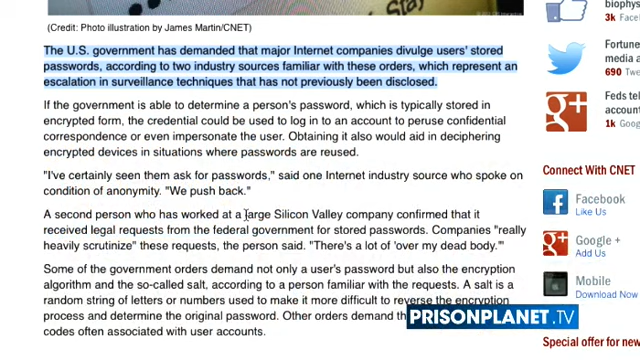 Stay
(Credit: Photo illustration by James Martin/CNET)
The U.S. government has demanded that major Internet companies divulge users' stored
passwords, according to two industry sources familiar with these orders, which represent an
escalation in surveillance techniques that has not previously been disclosed.
If the government is able to determine a person's password, which is typically stored in
encrypted form, the credential could be used to log in to an account to peruse confidential
correspondence or even impersonate the user. Obtaining it also would aid in deciphering
encrypted devices in situations where passwords are reused.
"I've certainly seen them ask for passwords," said one Internet industry source who spoke on
condition of anonymity. "We push back."
A second person who has worked at a large Silicon Valley company confirmed that it
received legal requests from the federal government for stored passwords. Companies "really
heavily scrutinize" these requests, the person said. "There's a lot of 'over my dead body.'"
Some of the government orders demand not only a user's password but also the encryption
algorithm and the so-called salt, according to a person familiar with the requests. A salt is a
random string of letters or numbers used to make it more difficult to reverse the encryption
process and determine the original password. Other orders demand th
codes often associated with user accounts.
biophys
3k Face
Fortune
media a
690 Twe
Feds tel
account
1k Goog
Connect With CNET
Facebook
Like Us
Google +
Add Us
Mobile
Download Now
Special offer for new
PRISONPLANET.TV